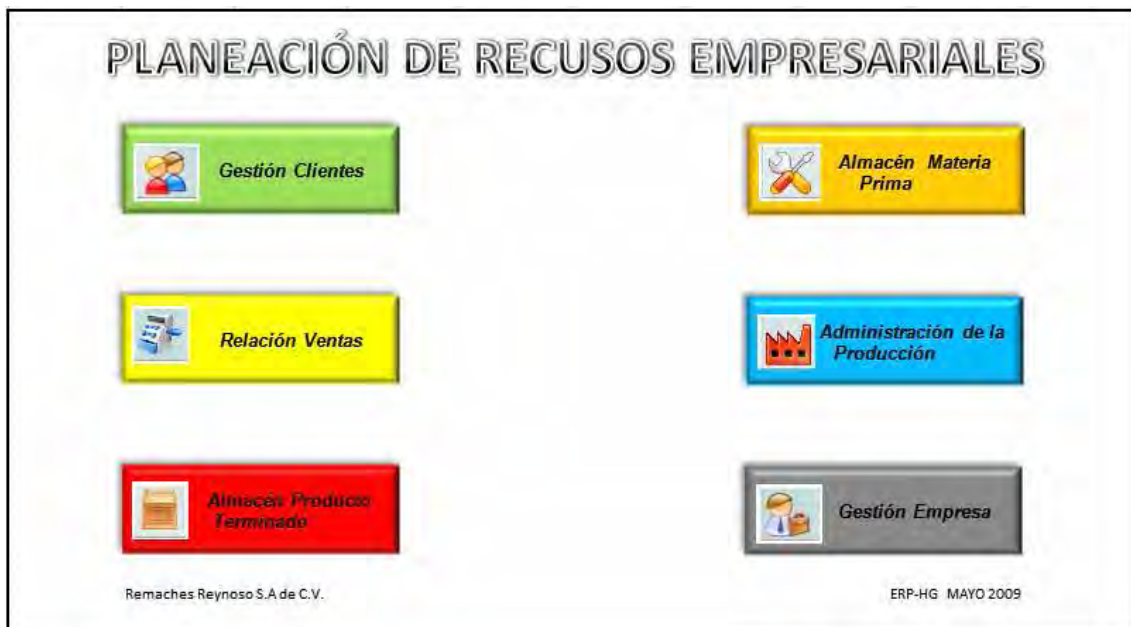 PLANEACIÓN DE RECUSOS EMPRESARIALES
Gestión Clientes
Almacén Materia
Prima
Relación Ventas
Administración de la
Producción
Almacén Producto
Terminado
Gestión Empresa
Remaches Reynoso S.A de C.V.
ERP-HG MAYO 2009